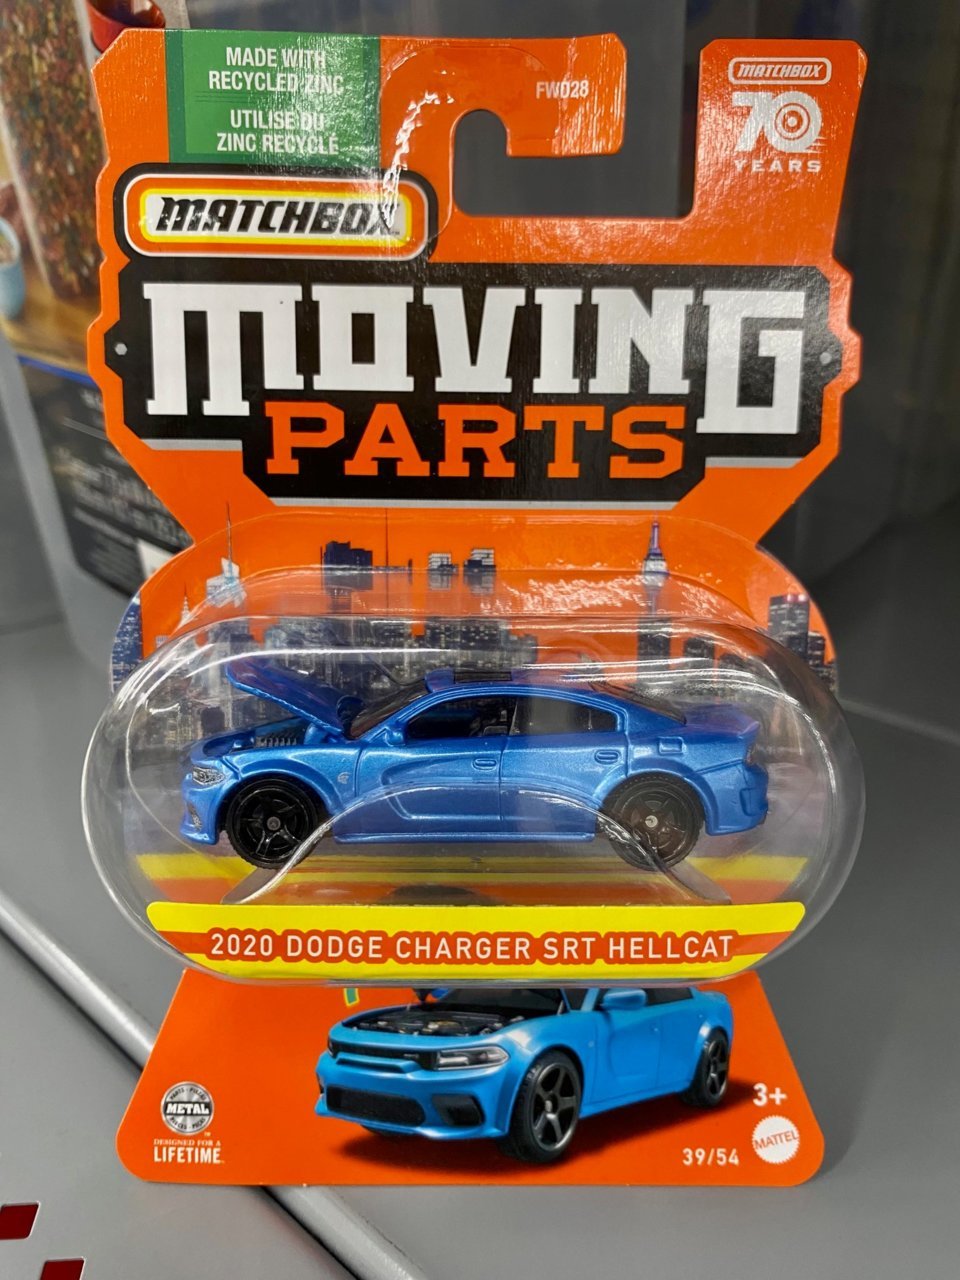 MADE WITH
RECYCLED ZINC
UTILISE DU
ZINC RECYCLÉ
FW028
MATCHBOX
70
YEARS
MATCHBOX
MOVING
PARTS
2020 DODGE CHARGER SRT HELLCAT
METAL
DESIGNED FOR A
LIFETIME
3+
MATTEL
39/54